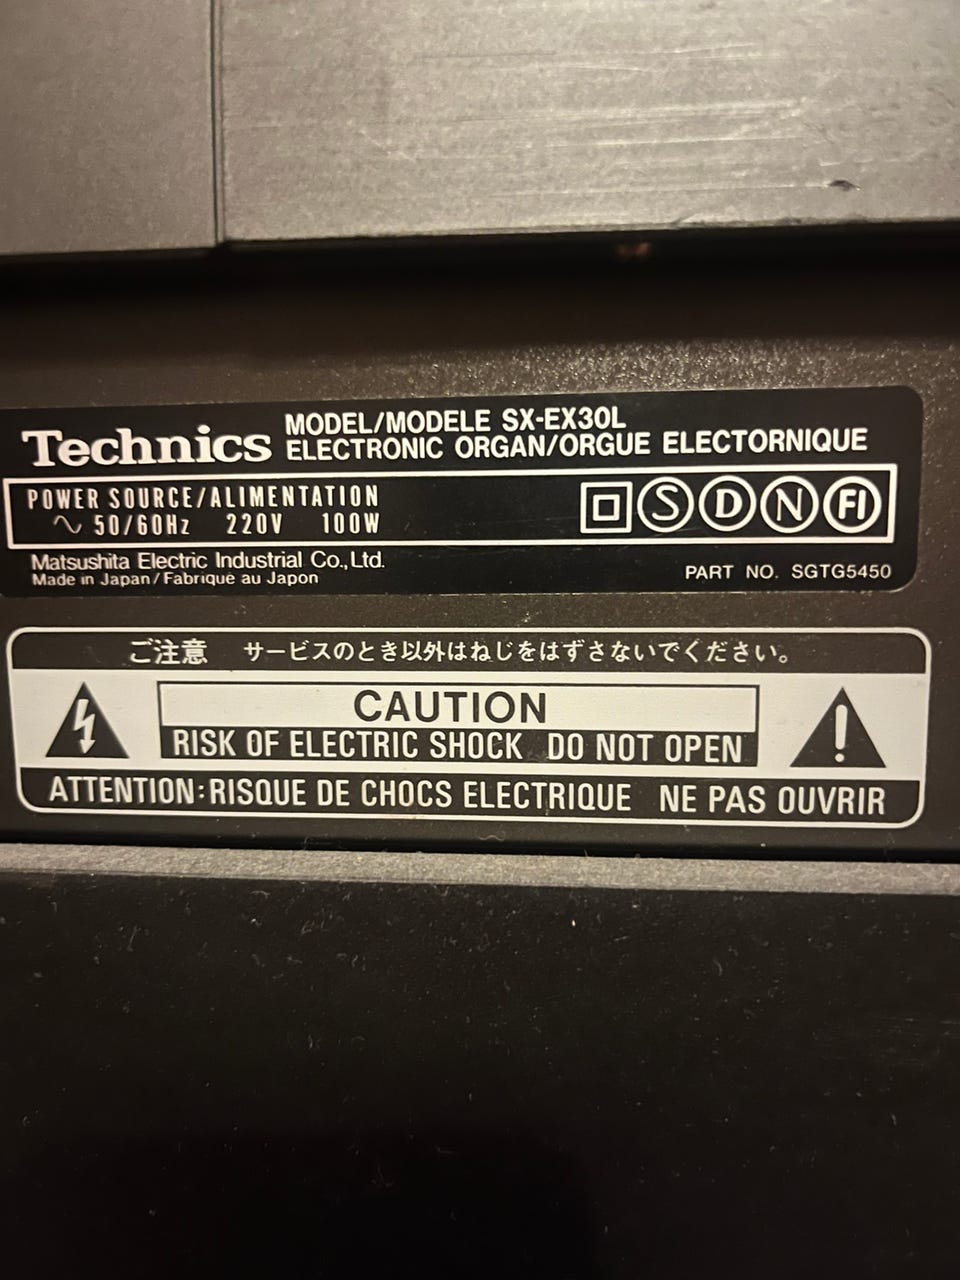 Technics
MODEL/MODELE SX-EX30L
ELECTRONIC ORGAN/ORGUE ELECTORNIQUE
POWER SOURCE/ALIMENTATION
∿ 50/60Hz 220V 100W
S D N FI
Matsushita Electric Industrial Co.,Ltd.
Made in Japan/Fabriqué au Japon
PART NO. SGTG5450
ご注意 サービスのとき以外はねじをはずさないでください。
CAUTION
RISK OF ELECTRIC SHOCK DO NOT OPEN
ATTENTION:RISQUE DE CHOCS ELECTRIQUE NE PAS OUVRIR